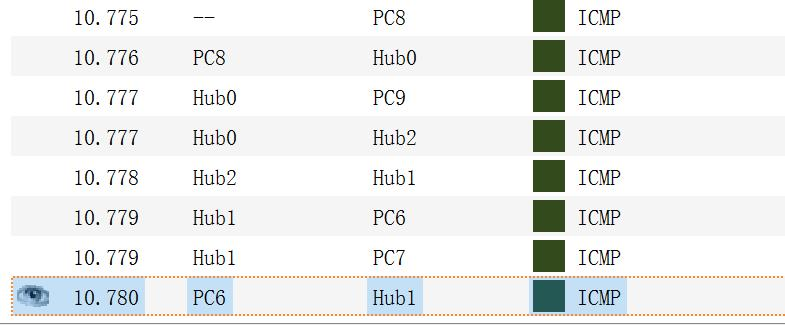 10.775 -- PC8 ICMP
10.776 PC8 Hub0 ICMP
10.777 Hub0 PC9 ICMP
10.777 Hub0 Hub2 ICMP
10.778 Hub2 Hub1 ICMP
10.779 Hub1 PC6 ICMP
10.779 Hub1 PC7 ICMP
10.780 PC6 Hub1 ICMP